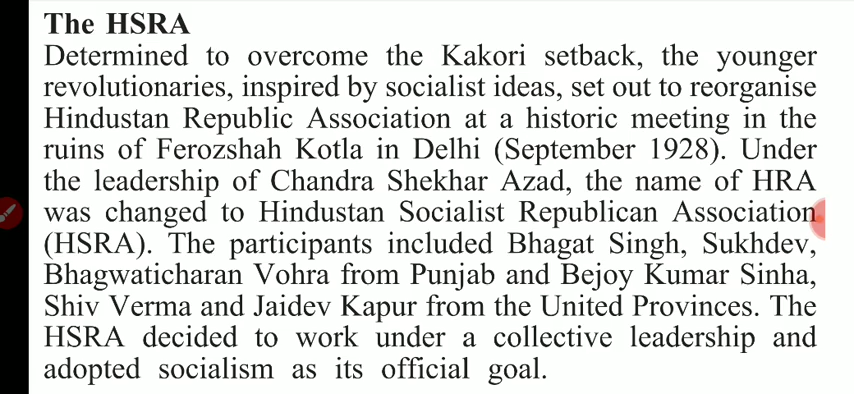 The HSRA
Determined to overcome the Kakori setback, the younger
revolutionaries, inspired by socialist ideas, set out to reorganise
Hindustan Republic Association at a historic meeting in the
ruins of Ferozshah Kotla in Delhi (September 1928). Under
the leadership of Chandra Shekhar Azad, the name of HRA
was changed to Hindustan Socialist Republican Association
(HSRA). The participants included Bhagat Singh, Sukhdev,
Bhagwaticharan Vohra from Punjab and Bejoy Kumar Sinha,
Shiv Verma and Jaidev Kapur from the United Provinces. The
HSRA decided to work under a collective leadership and
adopted socialism as its official goal.